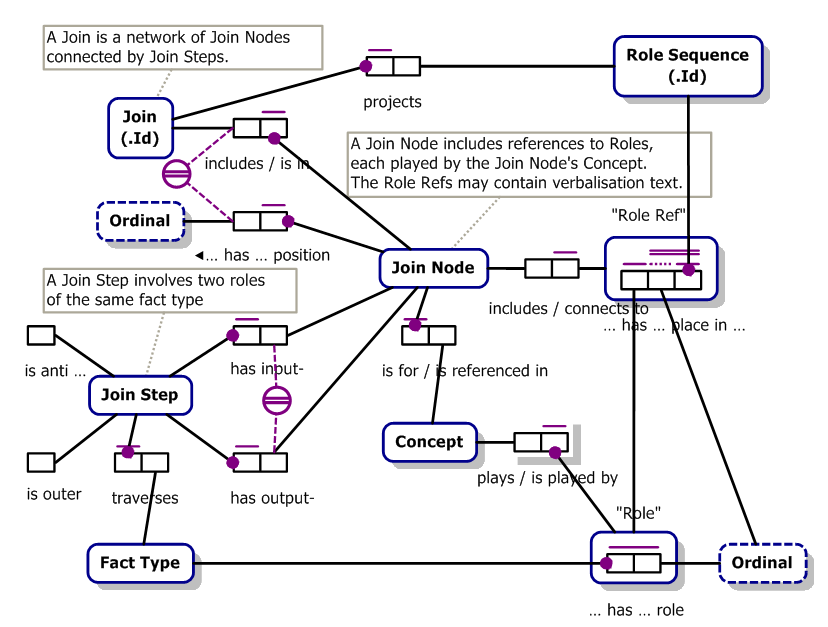 A Join is a network of Join Nodes
connected by Join Steps.
Role Sequence
(.Id)
projects
Join
(.Id)
includes / is in
A Join Node includes references to Roles,
each played by the Join Node's Concept.
The Role Refs may contain verbalisation text.
Ordinal
"Role Ref"
◄... has ... position
Join Node
A Join Step involves two roles
of the same fact type
includes / connects to
... has ... place in ...
is anti ...
has input-
is for / is referenced in
Join Step
Concept
plays / is played by
is outer
traverses
has output-
"Role"
Fact Type
Ordinal
... has ... role